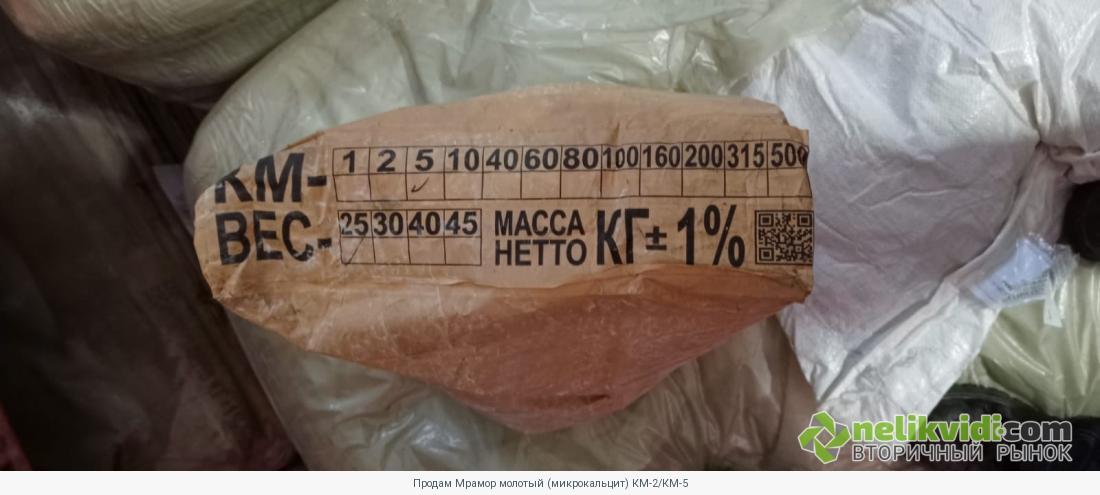 КМ- 1 2 5 10 40 60 80 100 160 200 315 500
ВЕС- 25 30 40 45 МАССА НЕТТО КГ ± 1%
nelikvidi.com
ВТОРИЧНЫЙ РЫНОК
Продам Мрамор молотый (микрокальцит) КМ-2/КМ-5